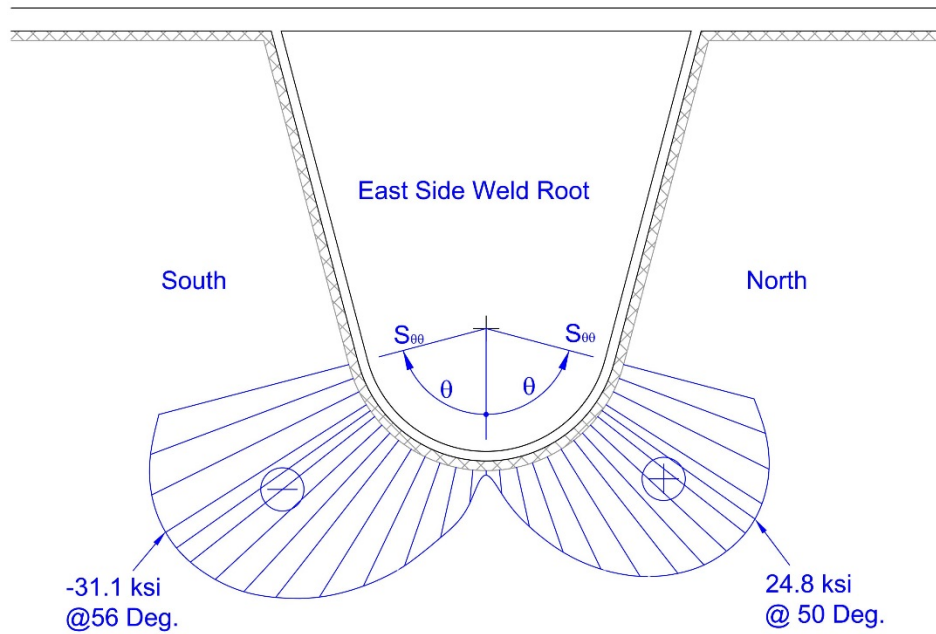 East Side Weld Root
South
North
Sθθ
Sθθ
θ
θ
-31.1 ksi
@56 Deg.
24.8 ksi
@ 50 Deg.